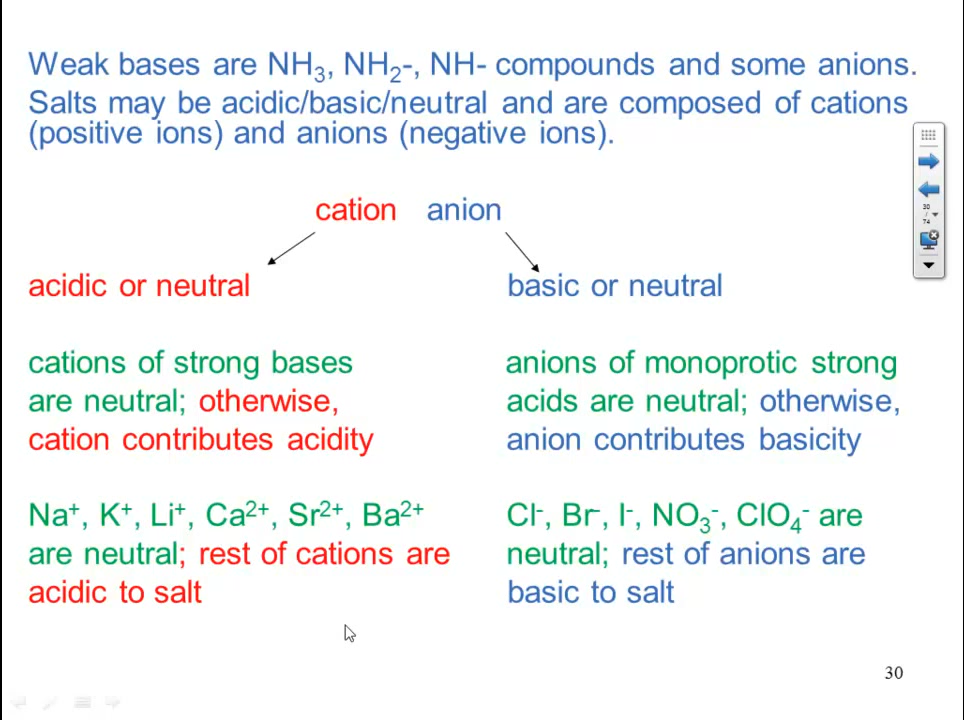 Weak bases are NH₃, NH₂-, NH- compounds and some anions.
Salts may be acidic/basic/neutral and are composed of cations
(positive ions) and anions (negative ions).
cation anion
acidic or neutral
basic or neutral
cations of strong bases
are neutral; otherwise,
cation contributes acidity
anions of monoprotic strong
acids are neutral; otherwise,
anion contributes basicity
Na⁺, K⁺, Li⁺, Ca²⁺, Sr²⁺, Ba²⁺
are neutral; rest of cations are
acidic to salt
Cl⁻, Br⁻, I⁻, NO₃⁻, ClO₄⁻ are
neutral; rest of anions are
basic to salt
30
/
74
30